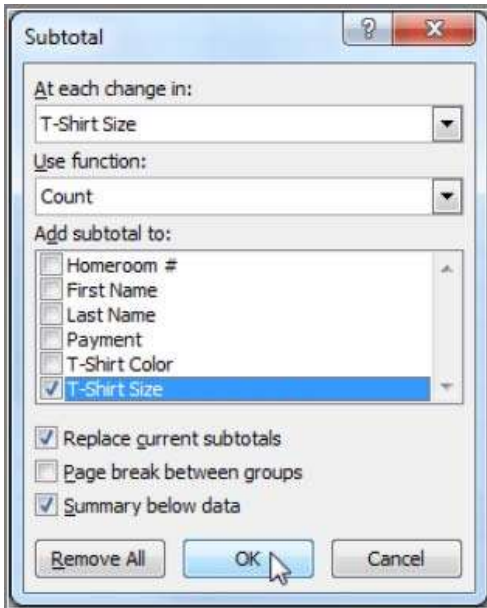 Subtotal
At each change in:
T-Shirt Size
Use function:
Count
Add subtotal to:
Homeroom #
First Name
Last Name
Payment
T-Shirt Color
T-Shirt Size
Replace current subtotals
Page break between groups
Summary below data
Remove All OK Cancel